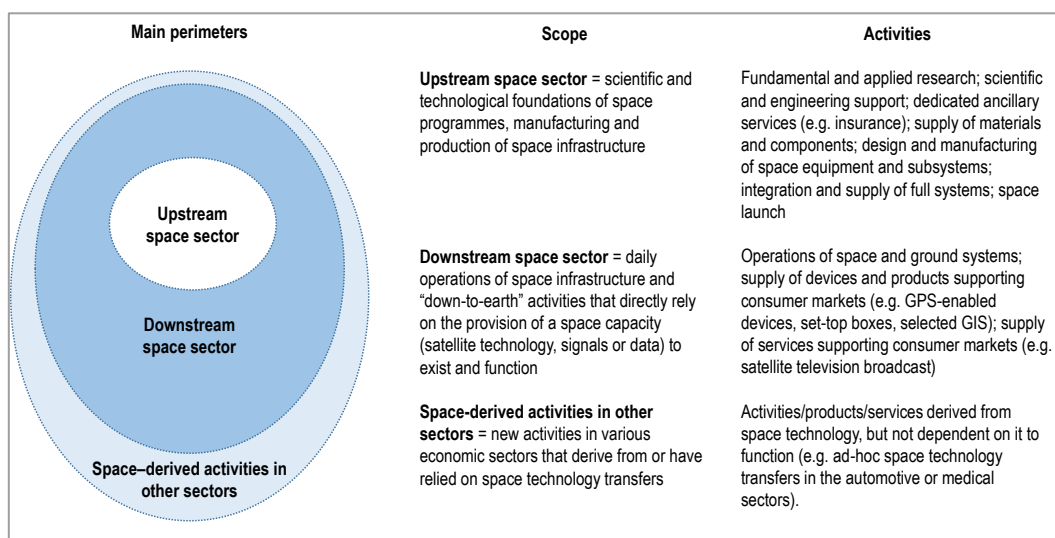 Main perimeters
Scope
Activities
Upstream
space sector
Downstream
space sector
Space–derived activities in
other sectors
Upstream space sector = scientific and
technological foundations of space
programmes, manufacturing and
production of space infrastructure
Fundamental and applied research; scientific
and engineering support; dedicated ancillary
services (e.g. insurance); supply of materials
and components; design and manufacturing
of space equipment and subsystems;
integration and supply of full systems; space
launch
Downstream space sector = daily
operations of space infrastructure and
“down-to-earth” activities that directly rely
on the provision of a space capacity
(satellite technology, signals or data) to
exist and function
Operations of space and ground systems;
supply of devices and products supporting
consumer markets (e.g. GPS-enabled
devices, set-top boxes, selected GIS); supply
of services supporting consumer markets (e.g.
satellite television broadcast)
Space-derived activities in other
sectors = new activities in various
economic sectors that derive from or have
relied on space technology transfers
Activities/products/services derived from
space technology, but not dependent on it to
function (e.g. ad-hoc space technology
transfers in the automotive or medical
sectors).